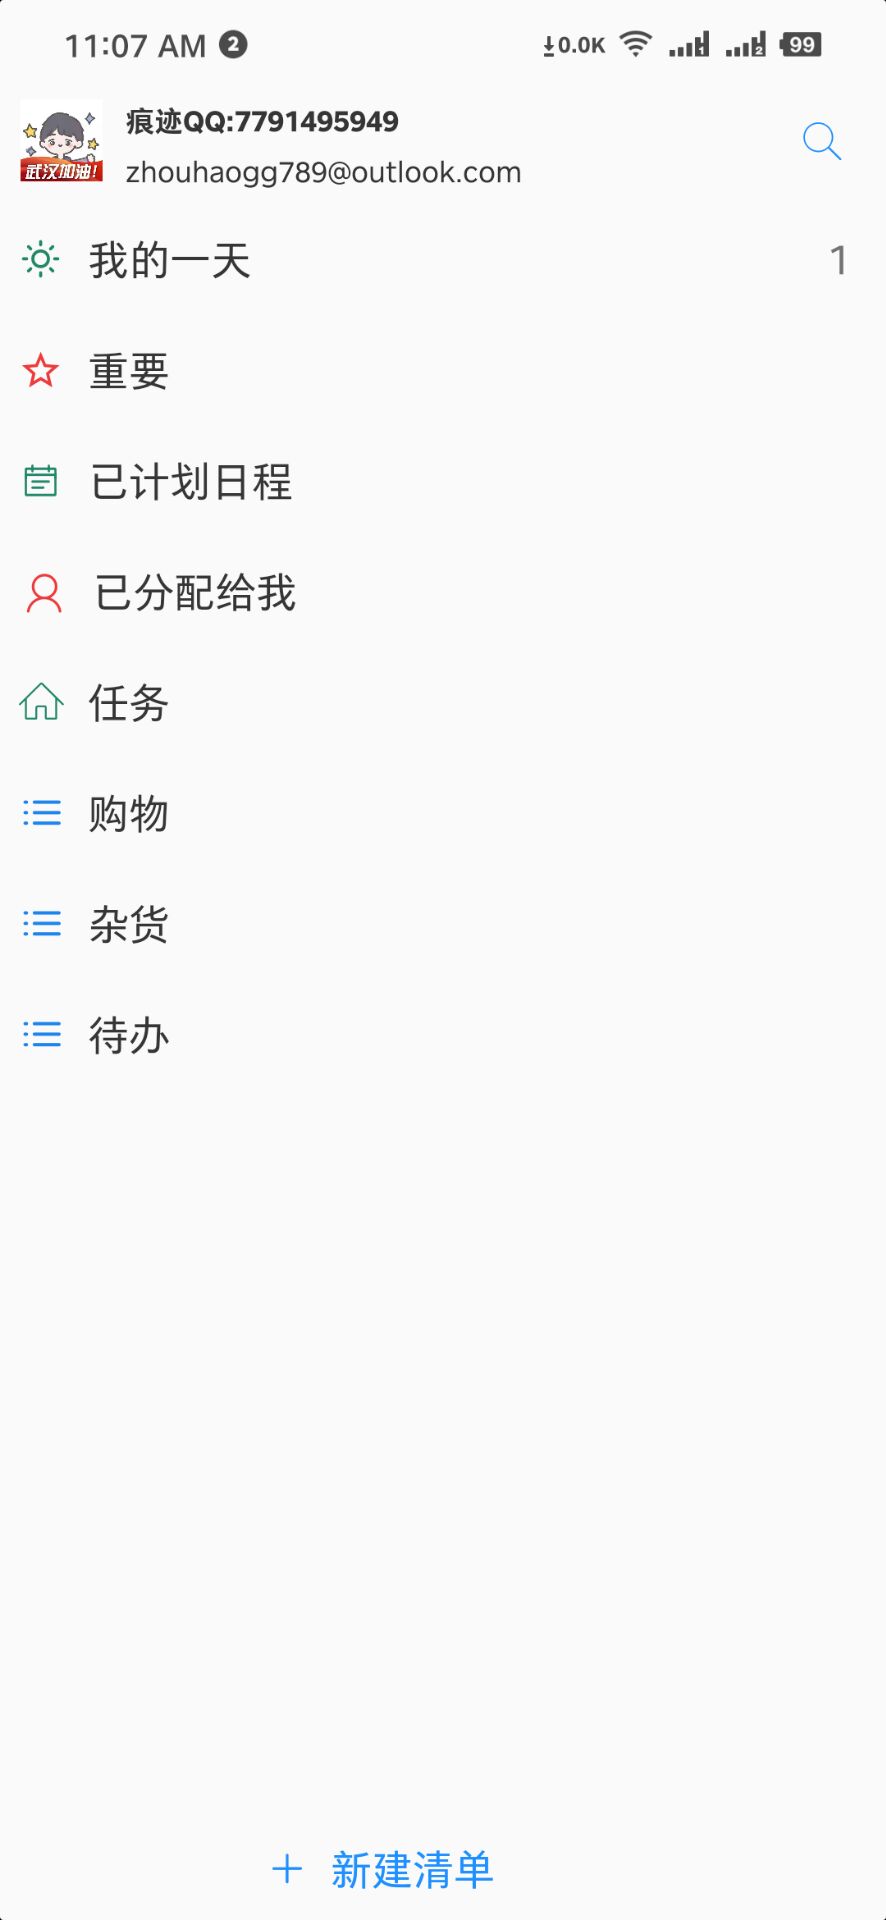 11:07 AM 2 0.0K 1 2 99
痕迹QQ:7791495949
武汉加油!
zhouhaogg789@outlook.com
我的一天 1
重要
已计划日程
已分配给我
任务
购物
杂货
待办
+ 新建清单